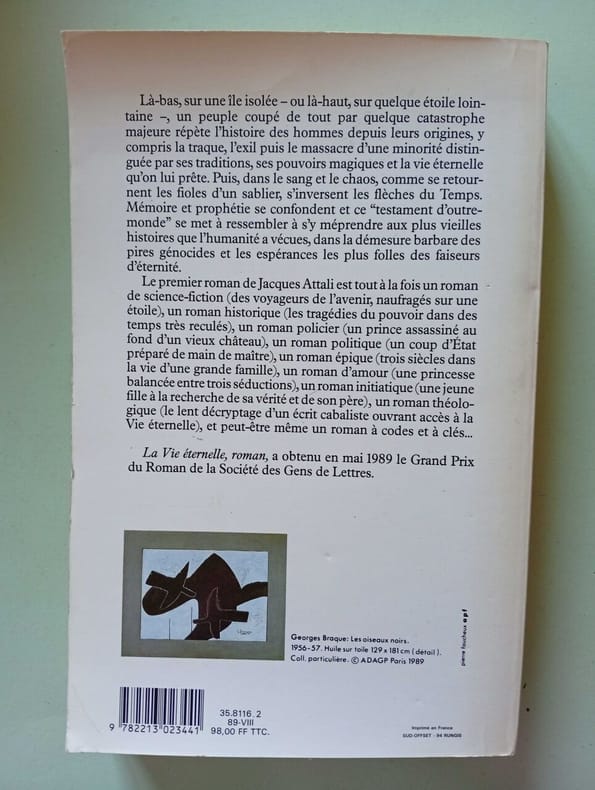 Là-bas, sur une île isolée – ou là-haut, sur quelque étoile loin-
taine –, un peuple coupé de tout par quelque catastrophe
majeure répète l'histoire des hommes depuis leurs origines, y
compris la traque, l'exil puis le massacre d'une minorité distin-
guée par ses traditions, ses pouvoirs magiques et la vie éternelle
qu'on lui prête. Puis, dans le sang et le chaos, comme se retour-
nent les fioles d'un sablier, s'inversent les flèches du Temps.
Mémoire et prophétie se confondent et ce “testament d'outre-
monde” se met à ressembler à s'y méprendre aux plus vieilles
histoires que l'humanité a vécues, dans la démesure barbare des
pires génocides et les espérances les plus folles des faiseurs
d'éternité.
Le premier roman de Jacques Attali est tout à la fois un roman
de science-fiction (des voyageurs de l'avenir, naufragés sur une
étoile), un roman historique (les tragédies du pouvoir dans des
temps très reculés), un roman policier (un prince assassiné au
fond d'un vieux château), un roman politique (un coup d'État
préparé de main de maître), un roman épique (trois siècles dans
la vie d'une grande famille), un roman d'amour (une princesse
balancée entre trois séductions), un roman initiatique (une jeune
fille à la recherche de sa vérité et de son père), un roman théolo-
gique (le lent décryptage d'un écrit cabaliste ouvrant accès à la
Vie éternelle), et peut-être même un roman à codes et à clés...
La Vie éternelle, roman, a obtenu en mai 1989 le Grand Prix
du Roman de la Société des Gens de Lettres.
Georges Braque: Les oiseaux noirs.
1956-57. Huile sur toile 129 x 181 cm (détail).
Coll. particulière. © ADAGP Paris 1989
pierre faucheux apf
35.8116.2
89-VIII
98,00 FF TTC.
9 782213 023441
Imprimé en France
SUD-OFFSET - 94 RUNGIS